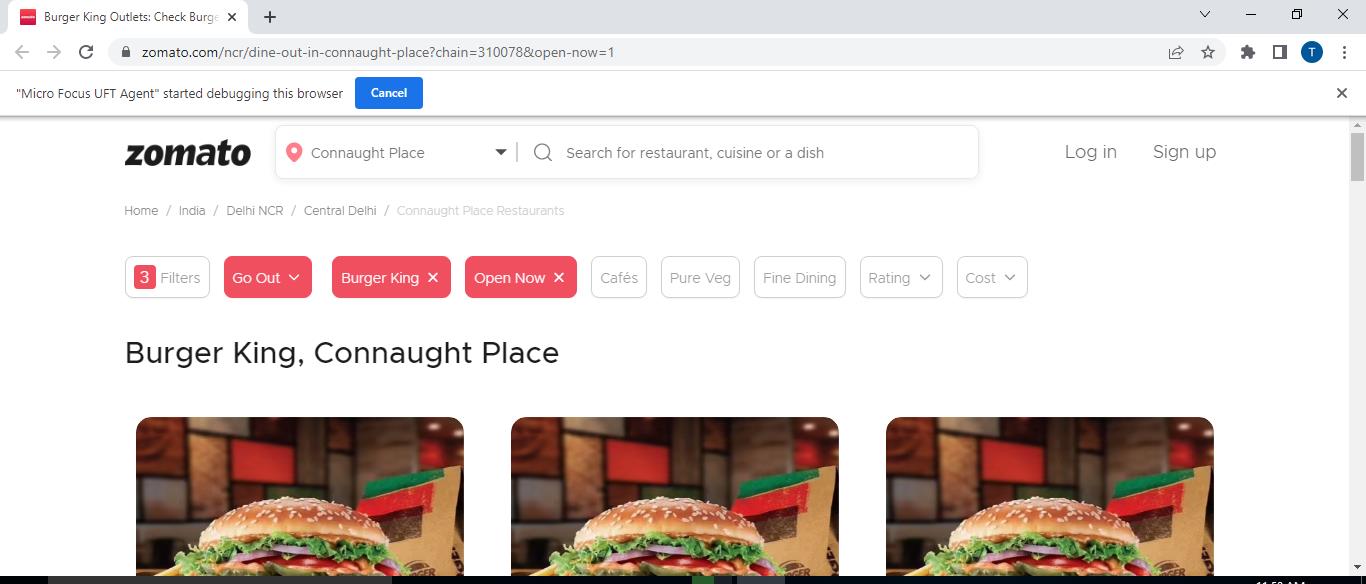 Burger King Outlets: Check Burge
zomato.com/ncr/dine-out-in-connaught-place?chain=310078&open-now=1
T
"Micro Focus UFT Agent" started debugging this browser
Cancel
zomato
Connaught Place
Search for restaurant, cuisine or a dish
Log in
Sign up
Home / India / Delhi NCR / Central Delhi / Connaught Place Restaurants
3 Filters
Go Out
Burger King
Open Now
Cafés
Pure Veg
Fine Dining
Rating
Cost
Burger King, Connaught Place